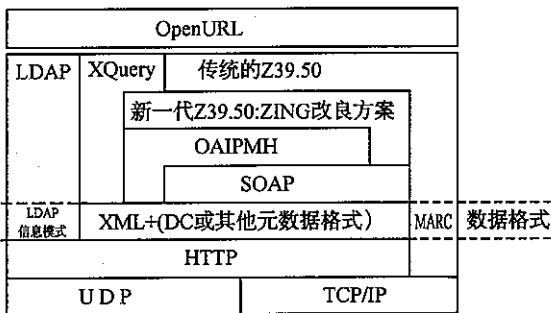 OpenURL
LDAP XQuery 传统的Z39.50
新一代Z39.50:ZING改良方案
OAIPMH
SOAP
LDAP
信息模式
XML+(DC或其他元数据格式) MARC 数据格式
HTTP
UDP TCP/IP